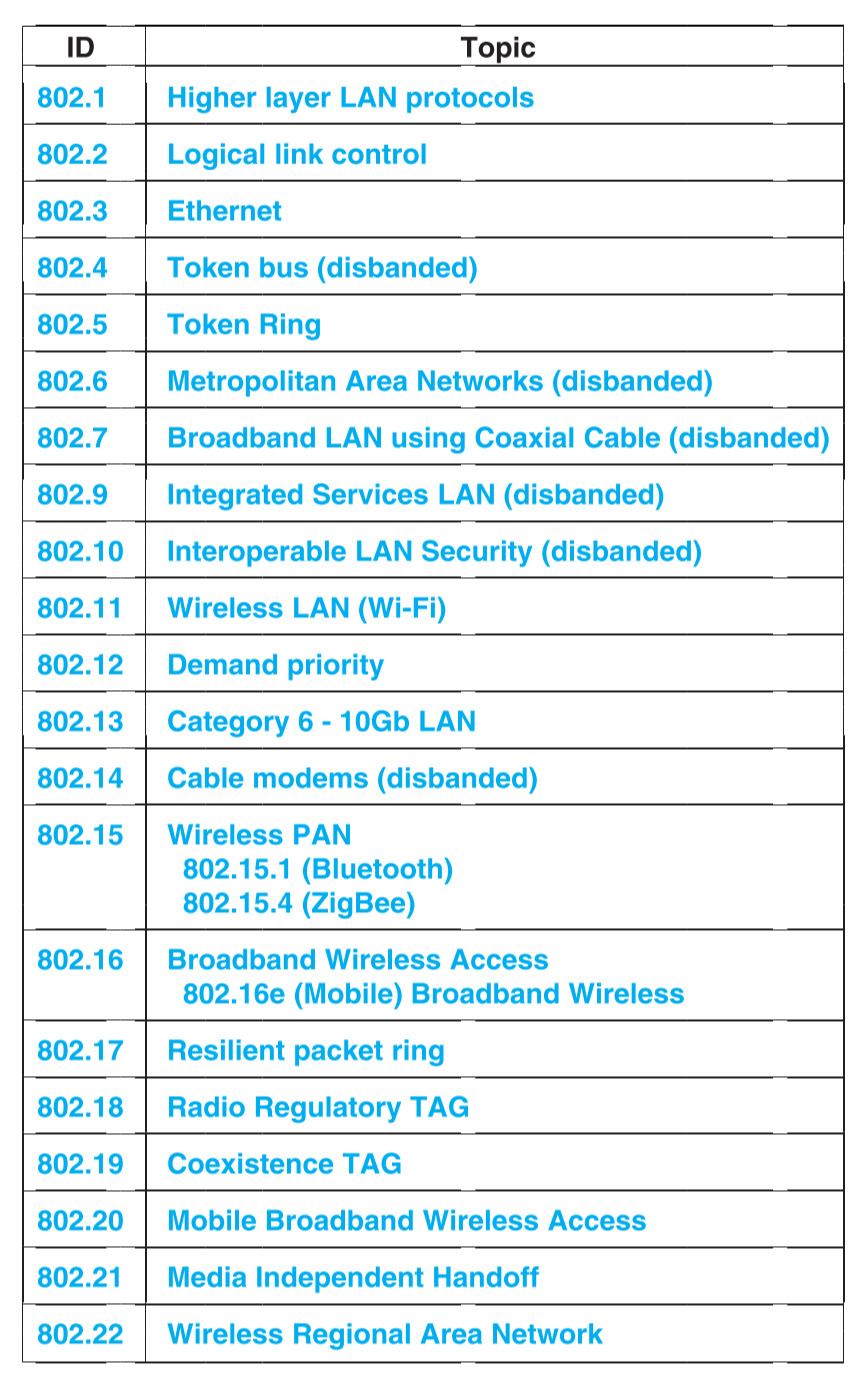 ID Topic
802.1 Higher layer LAN protocols
802.2 Logical link control
802.3 Ethernet
802.4 Token bus (disbanded)
802.5 Token Ring
802.6 Metropolitan Area Networks (disbanded)
802.7 Broadband LAN using Coaxial Cable (disbanded)
802.9 Integrated Services LAN (disbanded)
802.10 Interoperable LAN Security (disbanded)
802.11 Wireless LAN (Wi-Fi)
802.12 Demand priority
802.13 Category 6 - 10Gb LAN
802.14 Cable modems (disbanded)
802.15 Wireless PAN
802.15.1 (Bluetooth)
802.15.4 (ZigBee)
802.16 Broadband Wireless Access
802.16e (Mobile) Broadband Wireless
802.17 Resilient packet ring
802.18 Radio Regulatory TAG
802.19 Coexistence TAG
802.20 Mobile Broadband Wireless Access
802.21 Media Independent Handoff
802.22 Wireless Regional Area Network